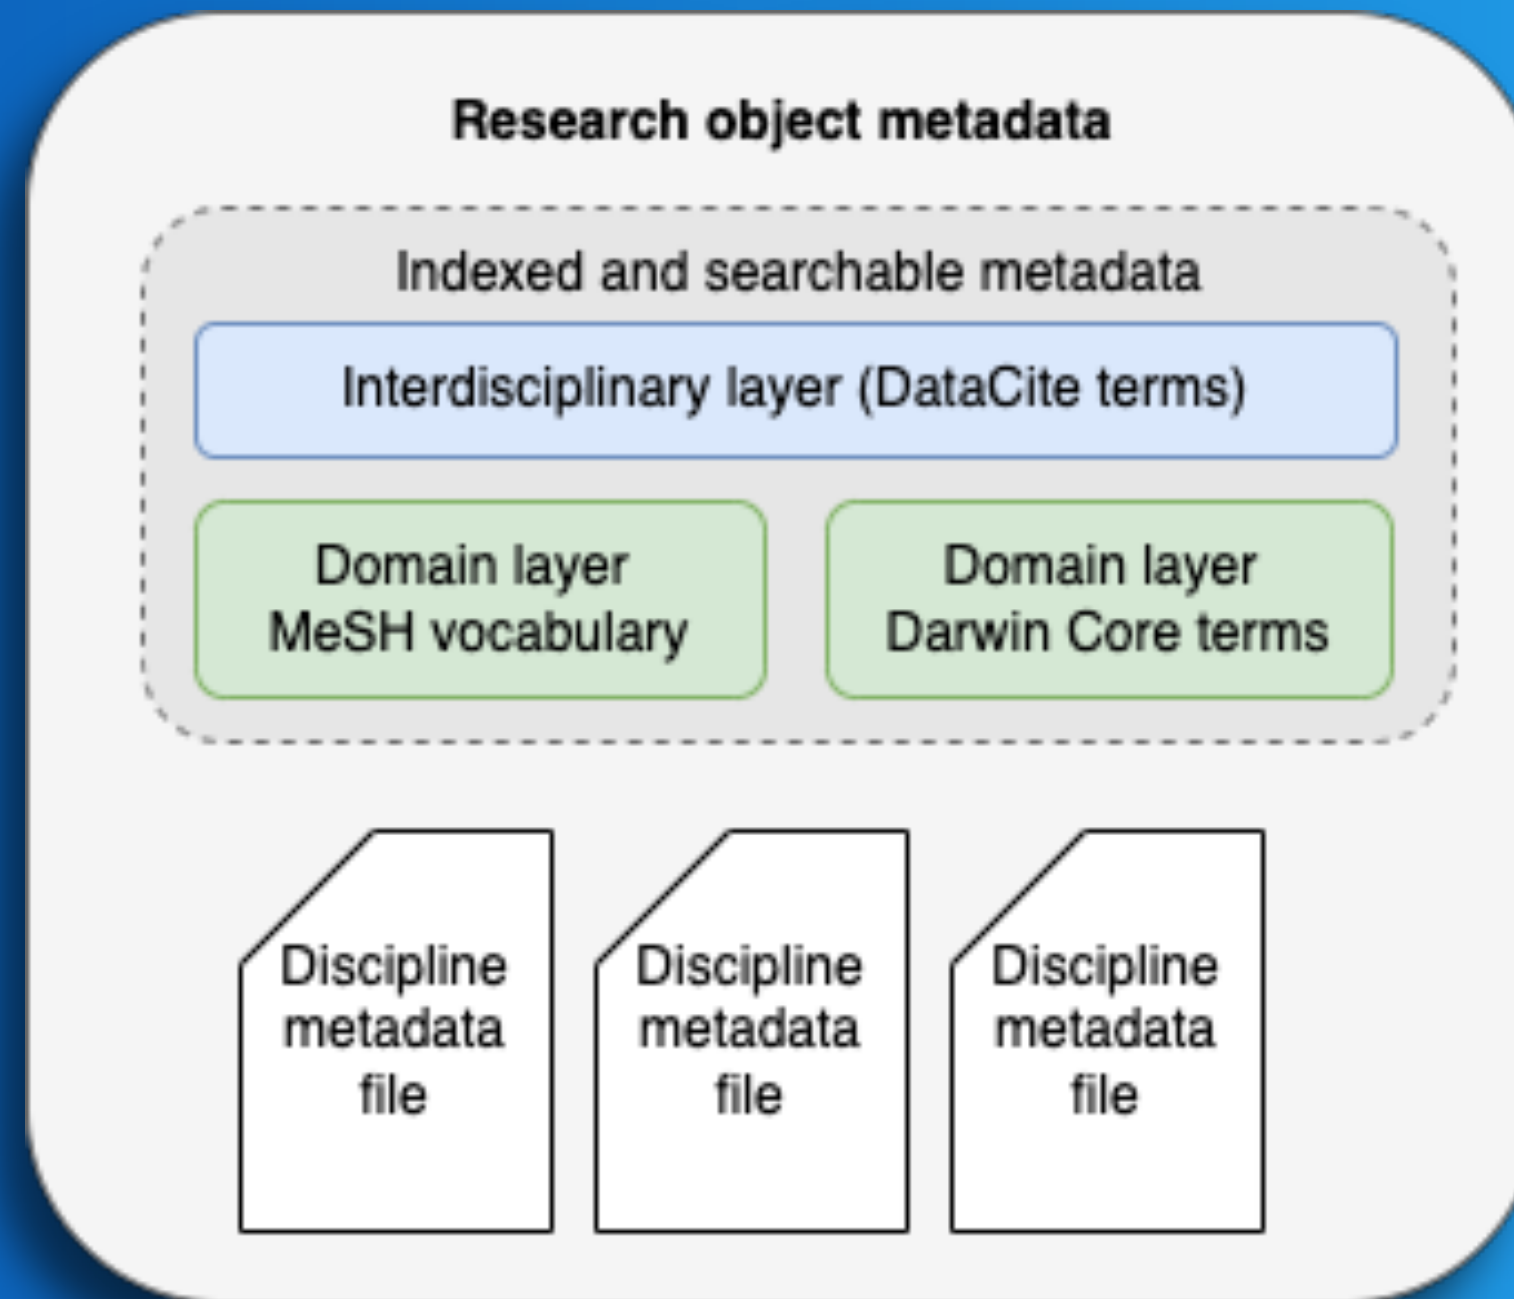 Research object metadata
Indexed and searchable metadata
Interdisciplinary layer (DataCite terms)
Domain layer
MeSH vocabulary
Domain layer
Darwin Core terms
Discipline
metadata
file
Discipline
metadata
file
Discipline
metadata
file